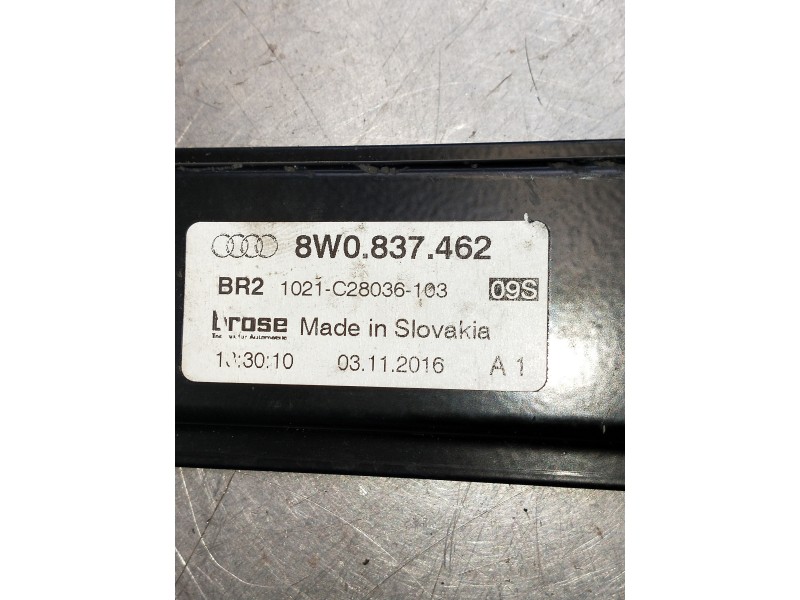 8W0.837.462
BR2 1021-C28036-103 09S
brose Made in Slovakia
03.11.2016 A 1